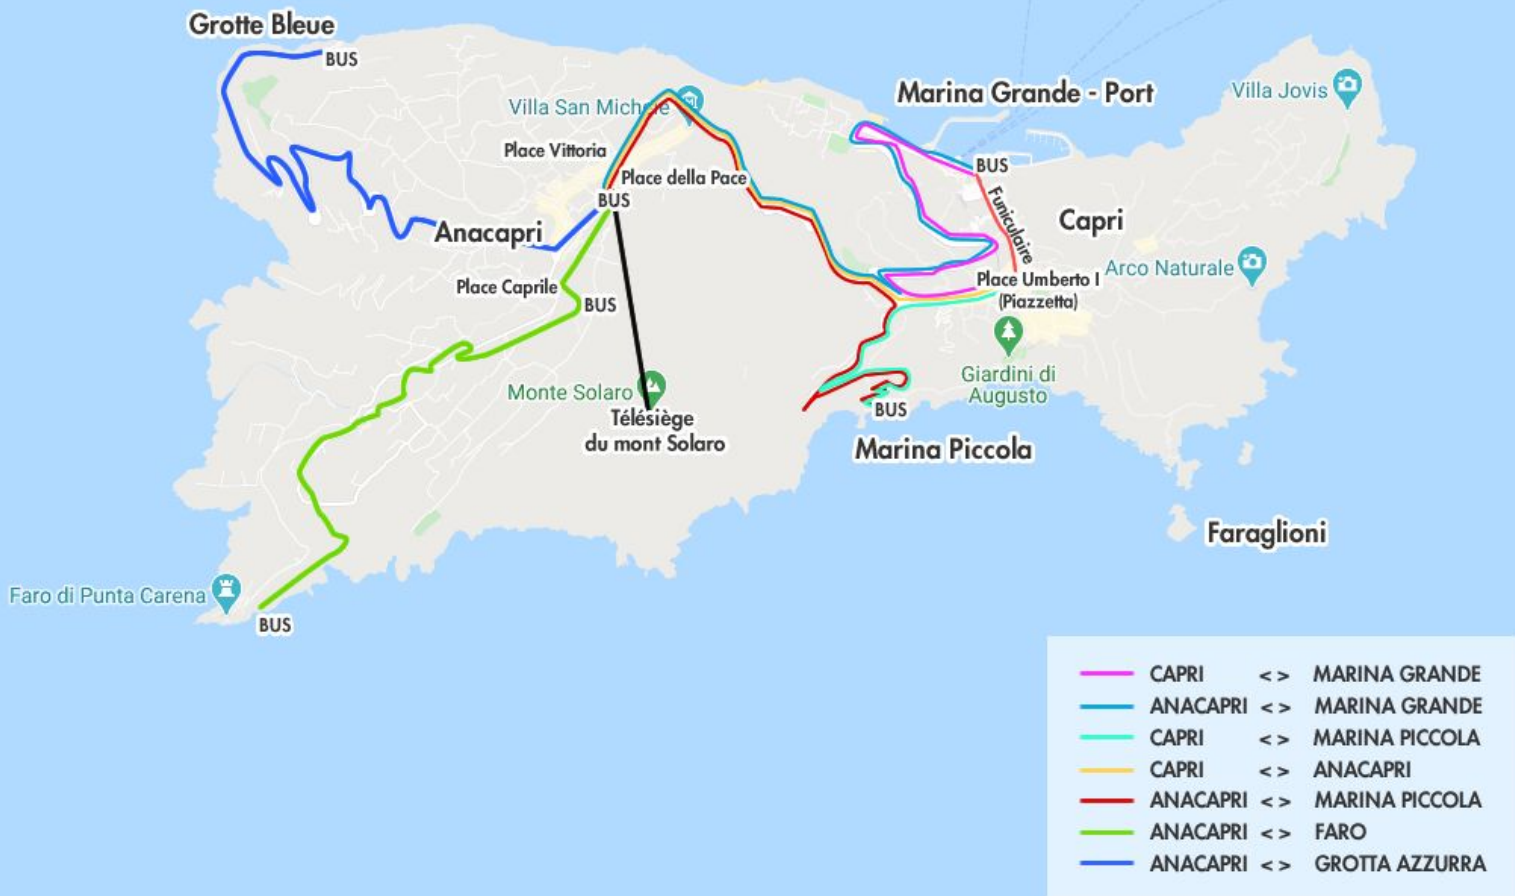 Grotte Bleue
BUS
Marina Grande - Port
Villa Jovis
Villa San Michele
Place Vittoria
BUS
Place della Pace
Funiculaire
BUS
Capri
Anacapri
Arco Naturale
Place Caprile
Place Umberto I
(Piazzetta)
BUS
Giardini di
Augusto
Monte Solaro
Télésiège
du mont Solaro
BUS
Marina Piccola
Faraglioni
Faro di Punta Carena
BUS
CAPRI < > MARINA GRANDE
ANACAPRI < > MARINA GRANDE
CAPRI < > MARINA PICCOLA
CAPRI < > ANACAPRI
ANACAPRI < > MARINA PICCOLA
ANACAPRI < > FARO
ANACAPRI < > GROTTA AZZURRA